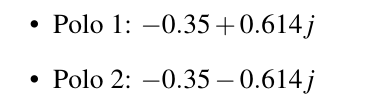 • Polo 1: −0.35+0.614j
• Polo 2: −0.35−0.614j